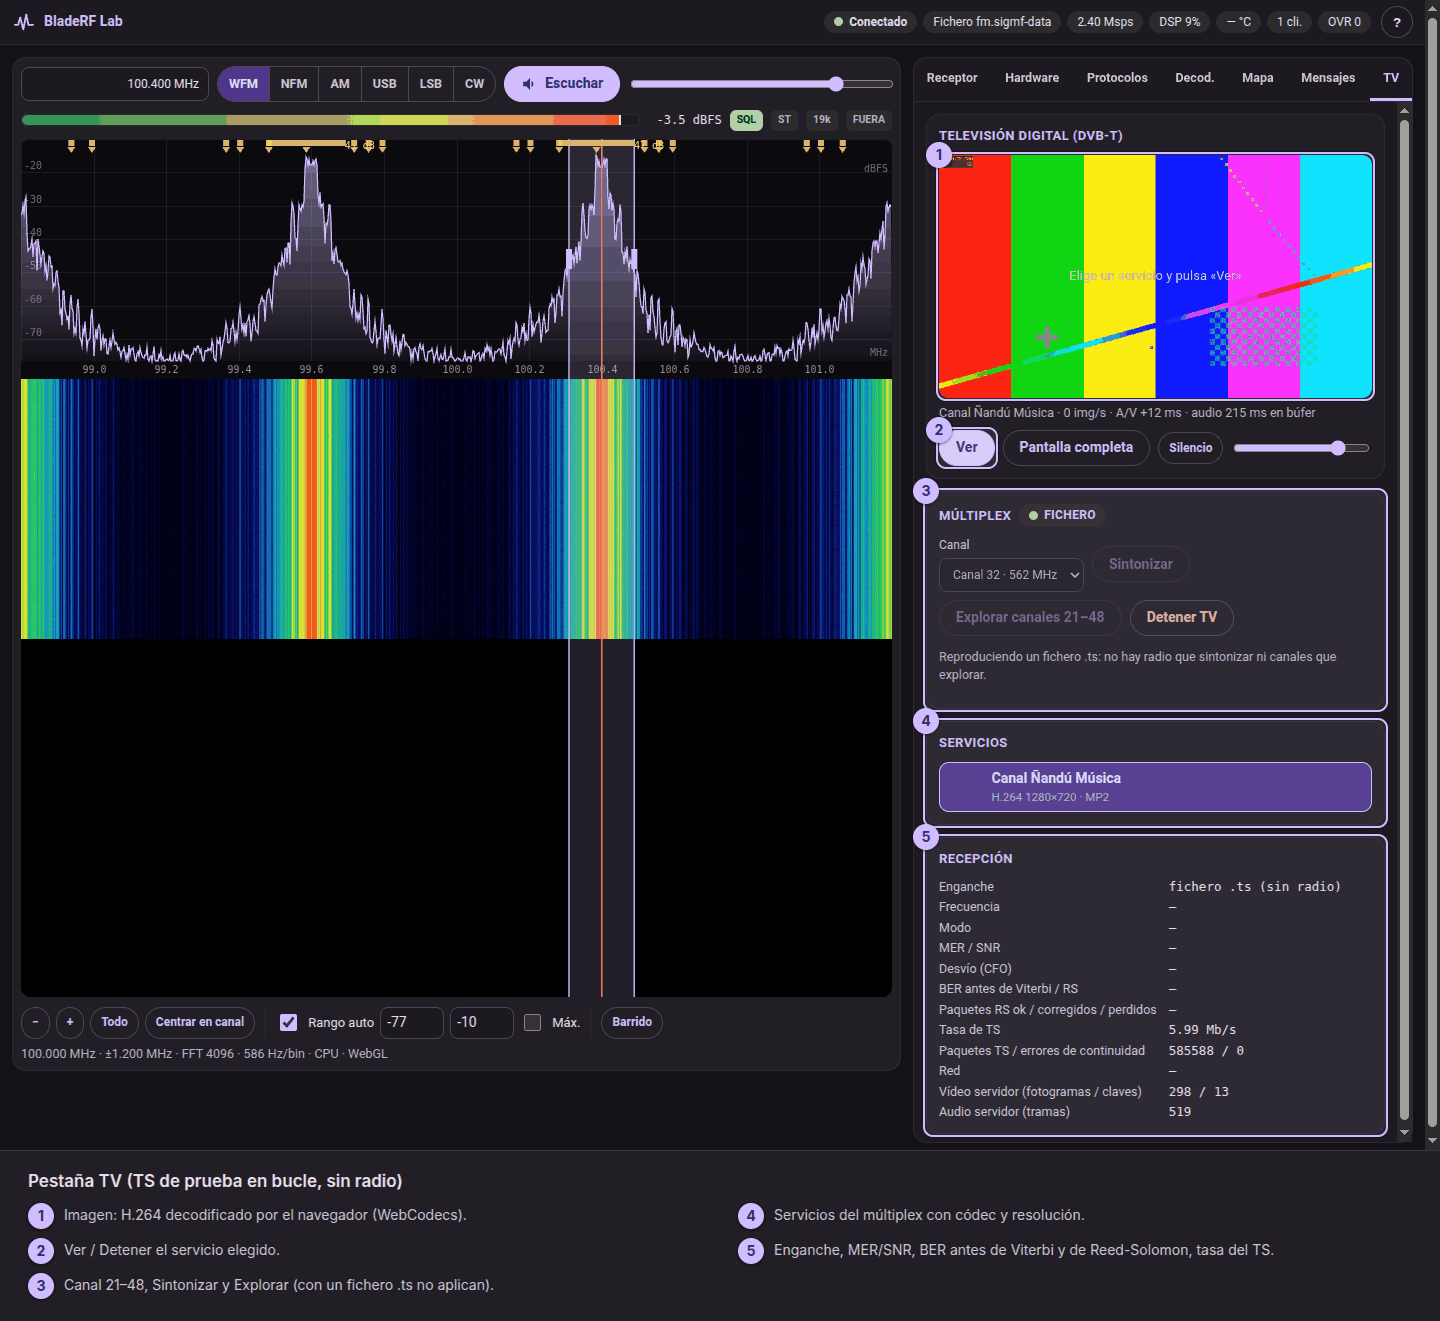 BladeRF Lab
Conectado
Fichero fm.sigmf-data
2.40 Msps
DSP 9%
— °C
1 cli.
OVR 0
?
100.400 MHz
WFM
NFM
AM
USB
LSB
CW
Escuchar
-3.5 dBFS
SQL
ST
19k
FUERA
-20
dBFS
-30
-40
-50
-60
-70
MHz
99.0 99.2 99.4 99.6 99.8 100.0 100.2 100.4 100.6 100.8 101.0
−
+
Todo
Centrar en canal
Rango auto
-77
-10
Máx.
Barrido
100.000 MHz · ±1.200 MHz · FFT 4096 · 586 Hz/bin · CPU · WebGL
Receptor
Hardware
Protocolos
Decod.
Mapa
Mensajes
TV
TELEVISIÓN DIGITAL (DVB-T)
1
Elige un servicio y pulsa «Ver»
Canal Ñandú Música · 0 img/s · A/V +12 ms · audio 215 ms en búfer
2
Ver
Pantalla completa
Silencio
3
MÚLTIPLEX
FICHERO
Canal
Canal 32 · 562 MHz
Sintonizar
Explorar canales 21–48
Detener TV
Reproduciendo un fichero .ts: no hay radio que sintonizar ni canales que
explorar.
4
SERVICIOS
Canal Ñandú Música
H.264 1280×720 · MP2
5
RECEPCIÓN
Enganche fichero .ts (sin radio)
Frecuencia —
Modo —
MER / SNR —
Desvío (CFO) —
BER antes de Viterbi / RS —
Paquetes RS ok / corregidos / perdidos —
Tasa de TS 5.99 Mb/s
Paquetes TS / errores de continuidad 585588 / 0
Red —
Vídeo servidor (fotogramas / claves) 298 / 13
Audio servidor (tramas) 519
Pestaña TV (TS de prueba en bucle, sin radio)
1 Imagen: H.264 decodificado por el navegador (WebCodecs).
2 Ver / Detener el servicio elegido.
3 Canal 21–48, Sintonizar y Explorar (con un fichero .ts no aplican).
4 Servicios del múltiplex con códec y resolución.
5 Enganche, MER/SNR, BER antes de Viterbi y de Reed-Solomon, tasa del TS.